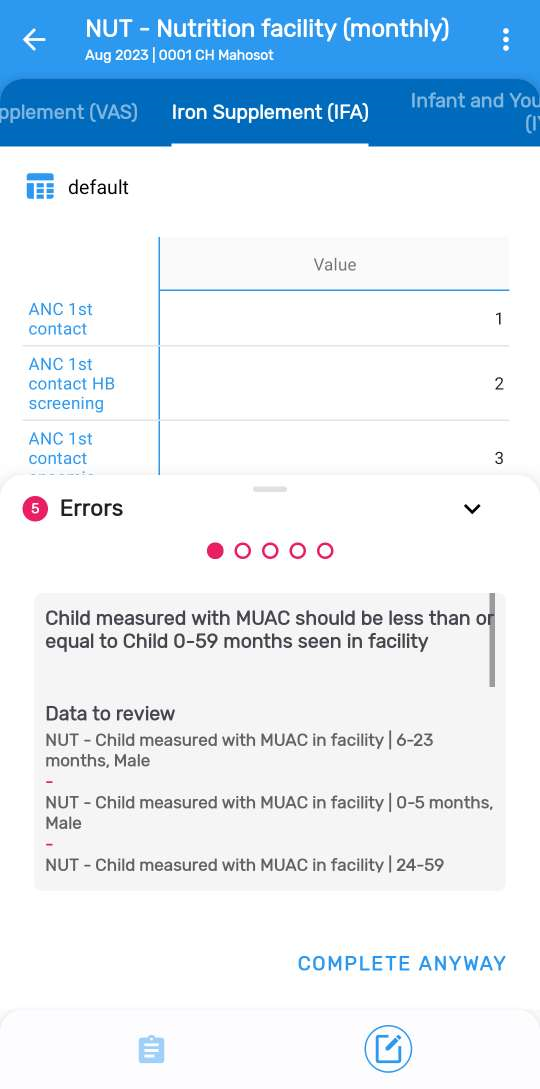 NUT - Nutrition facility (monthly)
Aug 2023 | 0001 CH Mahosot
pplement (VAS)
Iron Supplement (IFA)
Infant and You
(I
default
Value
ANC 1st
contact
1
ANC 1st
contact HB
screening
2
ANC 1st
contact
3
5
Errors
Child measured with MUAC should be less than or
equal to Child 0-59 months seen in facility
Data to review
NUT - Child measured with MUAC in facility | 6-23
months, Male
-
NUT - Child measured with MUAC in facility | 0-5 months,
Male
-
NUT - Child measured with MUAC in facility | 24-59
COMPLETE ANYWAY